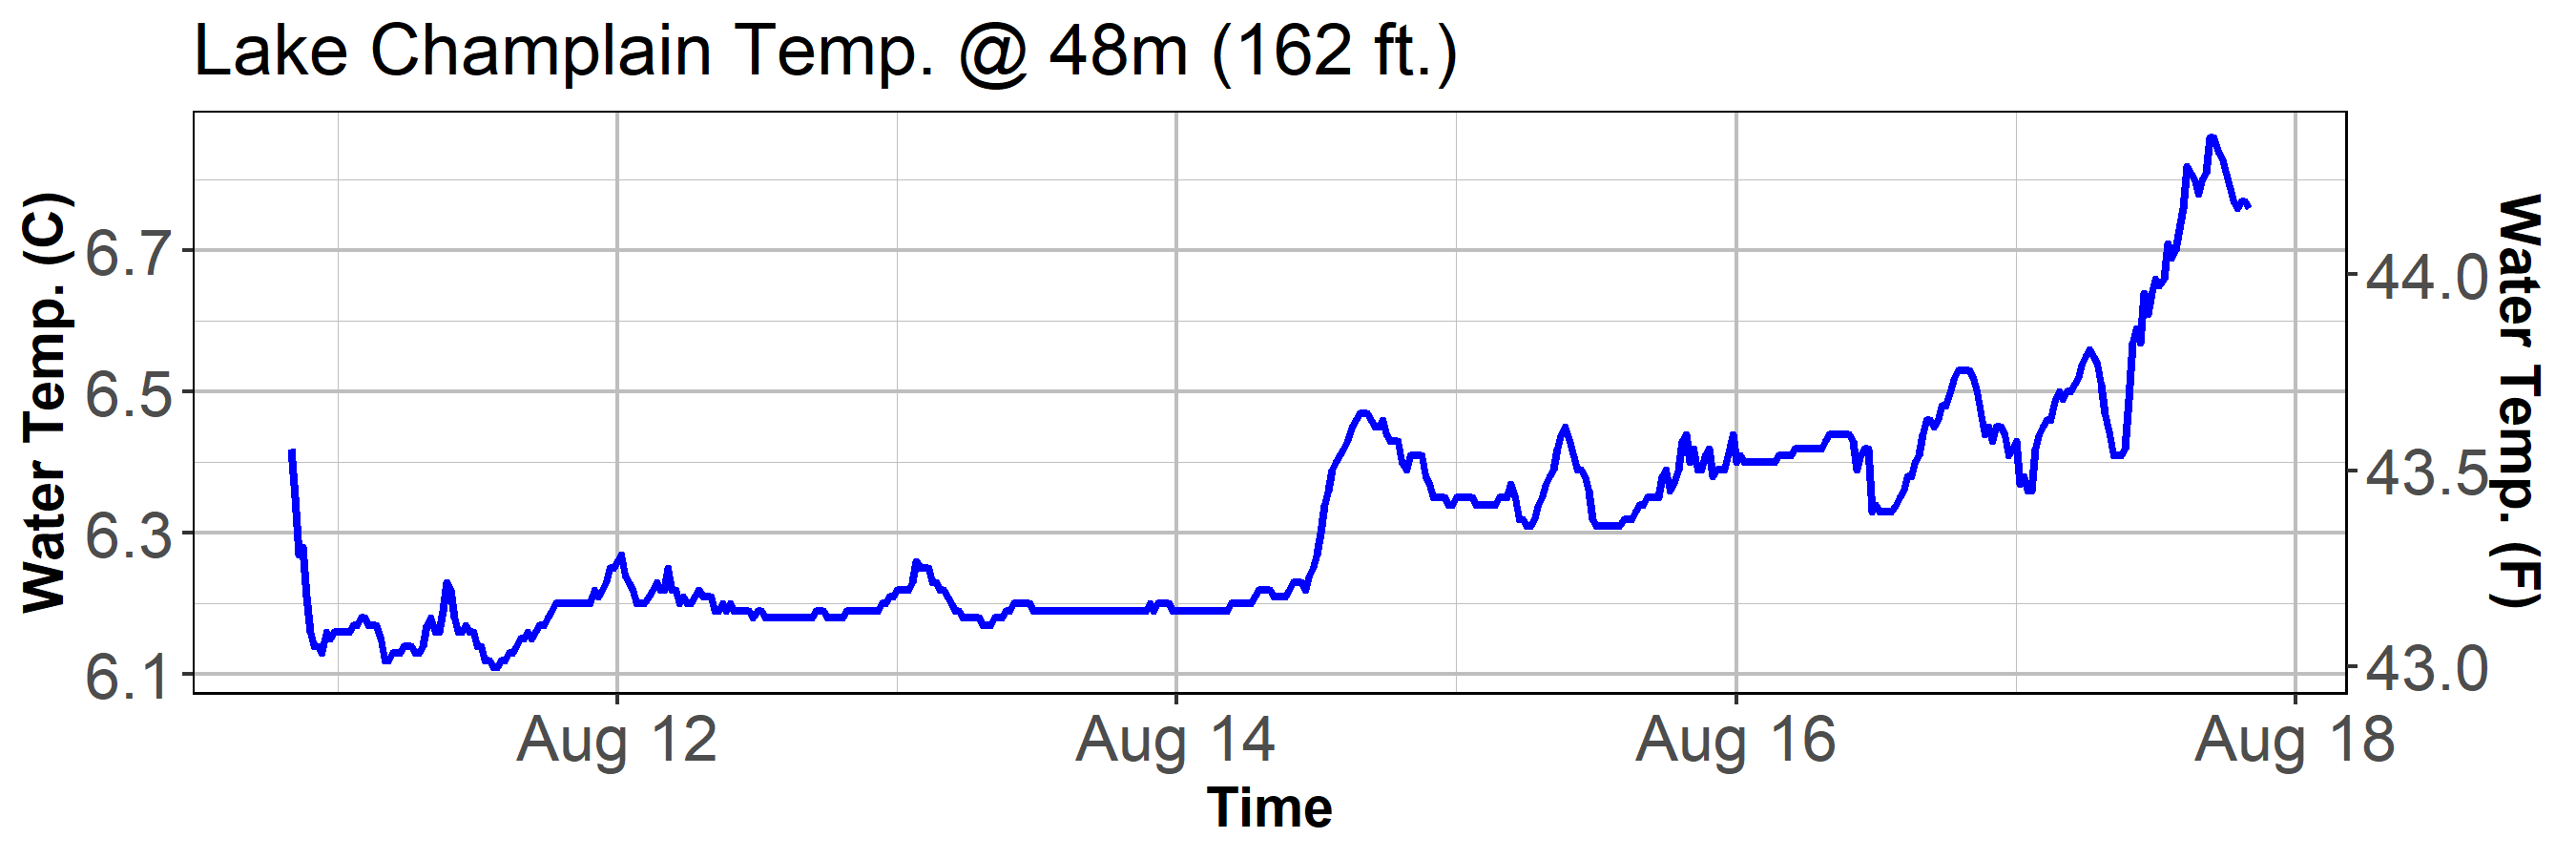 Lake Champlain Temp. @ 48m (162 ft.)
Water Temp. (C)
6.7
6.5
6.3
6.1
44.0
43.5
43.0
Water Temp. (F)
Aug 12
Aug 14
Aug 16
Aug 18
Time